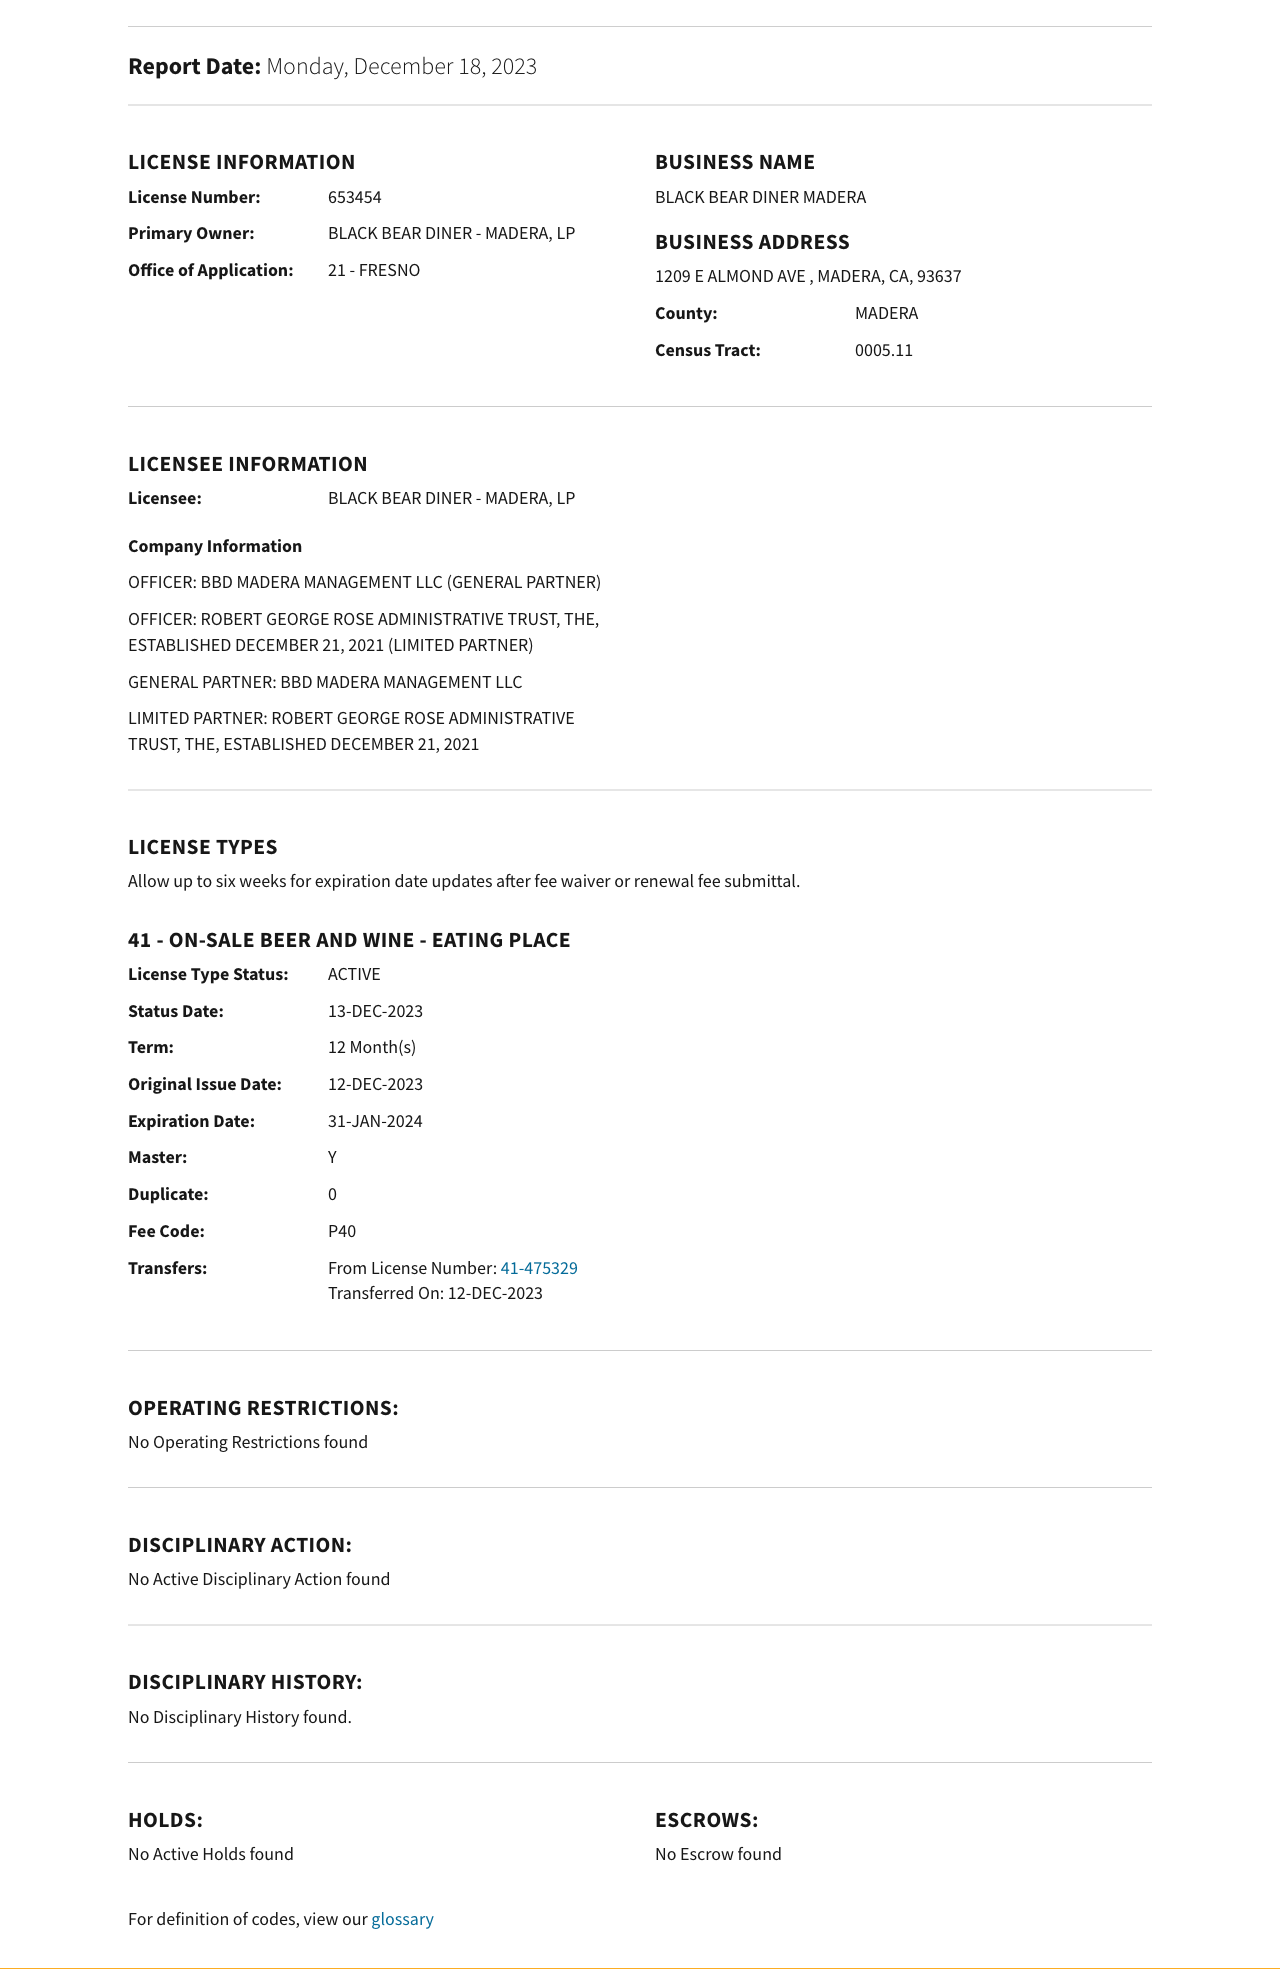 Report Date: Monday, December 18, 2023
LICENSE INFORMATION
License Number: 653454
Primary Owner: BLACK BEAR DINER - MADERA, LP
Office of Application: 21 - FRESNO
BUSINESS NAME
BLACK BEAR DINER MADERA
BUSINESS ADDRESS
1209 E ALMOND AVE , MADERA, CA, 93637
County: MADERA
Census Tract: 0005.11
LICENSEE INFORMATION
Licensee: BLACK BEAR DINER - MADERA, LP
Company Information
OFFICER: BBD MADERA MANAGEMENT LLC (GENERAL PARTNER)
OFFICER: ROBERT GEORGE ROSE ADMINISTRATIVE TRUST, THE,
ESTABLISHED DECEMBER 21, 2021 (LIMITED PARTNER)
GENERAL PARTNER: BBD MADERA MANAGEMENT LLC
LIMITED PARTNER: ROBERT GEORGE ROSE ADMINISTRATIVE
TRUST, THE, ESTABLISHED DECEMBER 21, 2021
LICENSE TYPES
Allow up to six weeks for expiration date updates after fee waiver or renewal fee submittal.
41 - ON-SALE BEER AND WINE - EATING PLACE
License Type Status: ACTIVE
Status Date: 13-DEC-2023
Term: 12 Month(s)
Original Issue Date: 12-DEC-2023
Expiration Date: 31-JAN-2024
Master: Y
Duplicate: 0
Fee Code: P40
Transfers: From License Number: 41-475329
Transferred On: 12-DEC-2023
OPERATING RESTRICTIONS:
No Operating Restrictions found
DISCIPLINARY ACTION:
No Active Disciplinary Action found
DISCIPLINARY HISTORY:
No Disciplinary History found.
HOLDS:
No Active Holds found
ESCROWS:
No Escrow found
For definition of codes, view our glossary